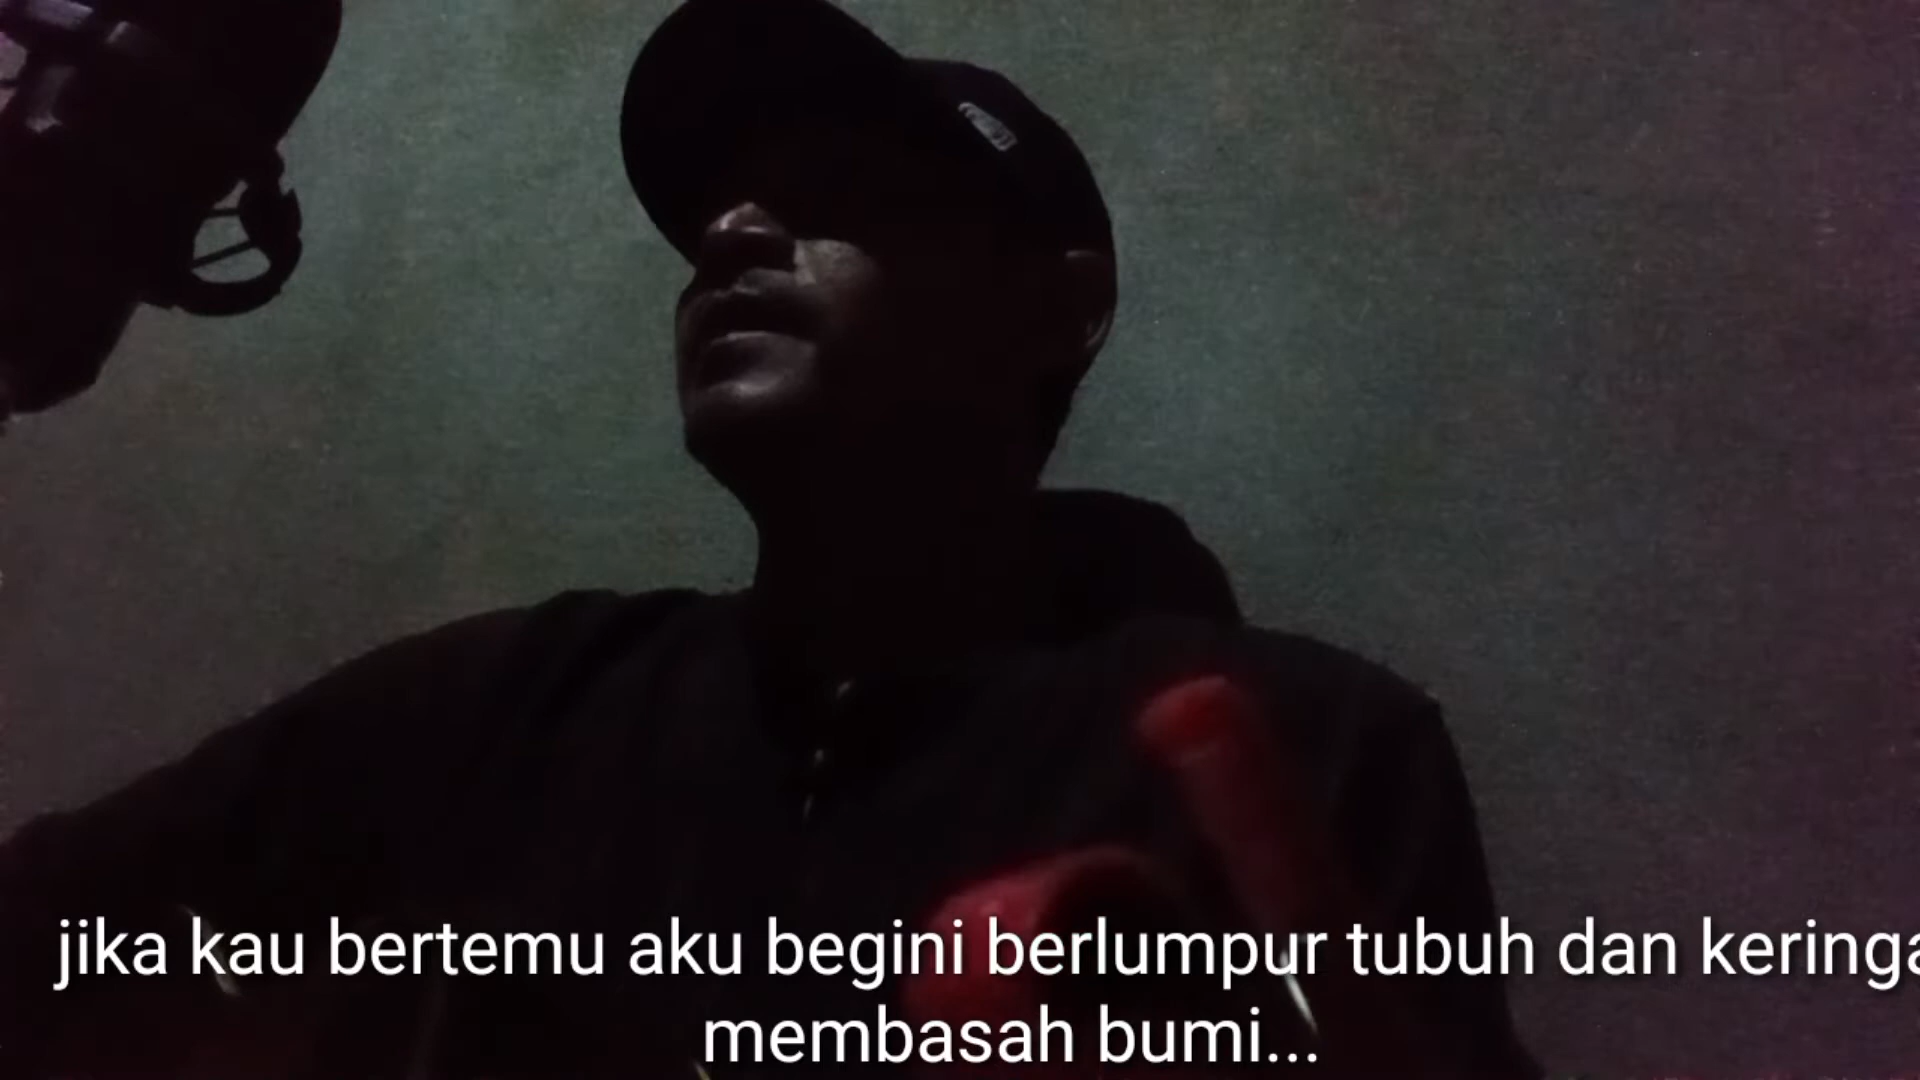 jika kau bertemu aku begini berlumpur tubuh dan keringa
membasah bumi...